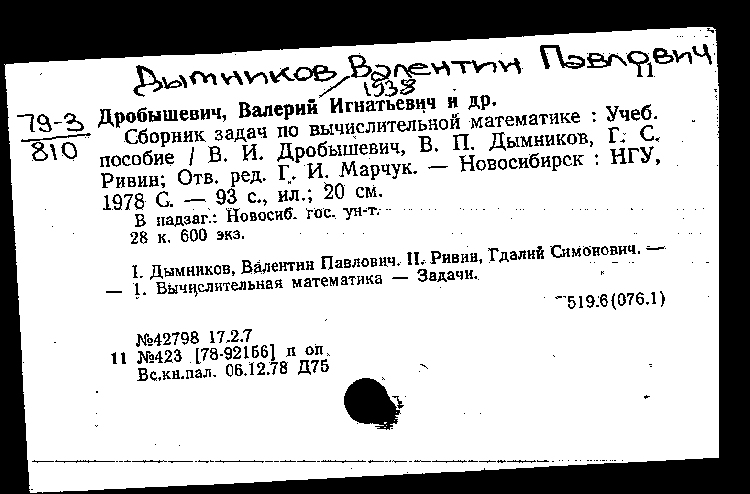 Дымников Валентин Павлович
1938
79-3
810
Дробышевич, Валерий Игнатьевич и др.
Сборник задач по вычислительной математике : Учеб.
пособие / В. И. Дробышевич, В. П. Дымников, Г. С.
Ривин; Отв. ред. Г. И. Марчук. — Новосибирск : НГУ,
1978 С. — 93 с., ил.; 20 см.
В надзаг.: Новосиб. гос. ун-т.
28 к. 600 экз.
I. Дымников, Валентин Павлович. II. Ривин, Гдалий Симонович. —
— 1. Вычислительная математика — Задачи.
519.6(076.1)
№42798 17.2.7
11 №423 [78-92156] п оп.
Вс.кн.пал. 06.12.78 Д75